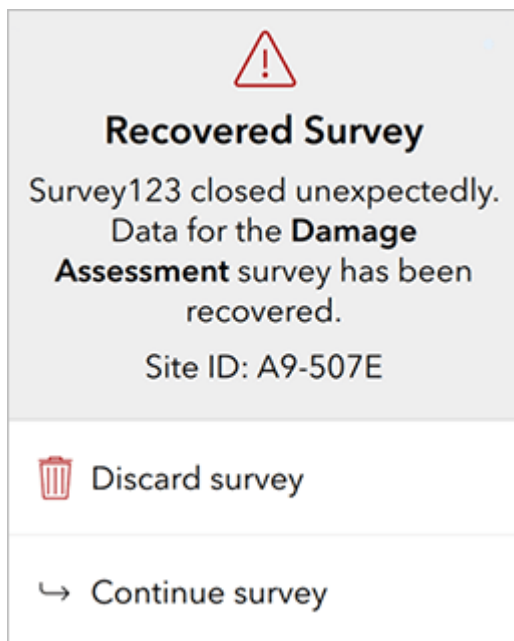 Recovered Survey
Survey123 closed unexpectedly.
Data for the Damage
Assessment survey has been
recovered.
Site ID: A9-507E
Discard survey
Continue survey